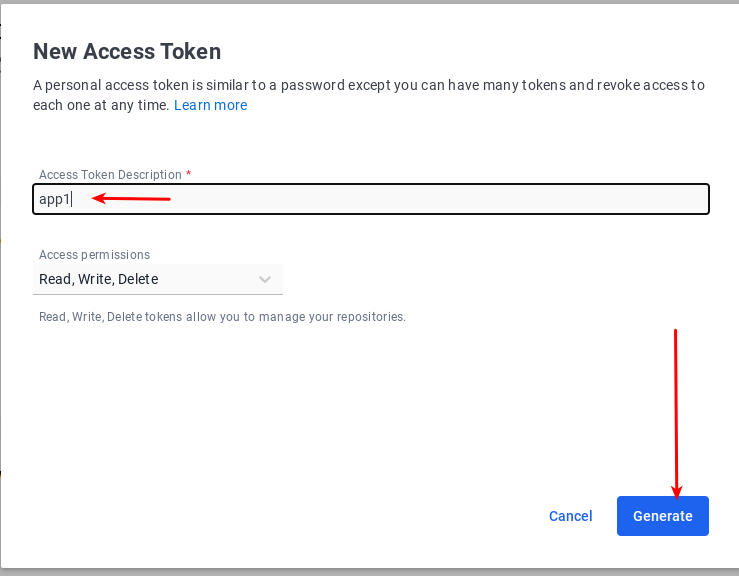 New Access Token
A personal access token is similar to a password except you can have many tokens and revoke access to
each one at any time. Learn more
Access Token Description *
app1
Access permissions
Read, Write, Delete
Read, Write, Delete tokens allow you to manage your repositories.
Cancel
Generate